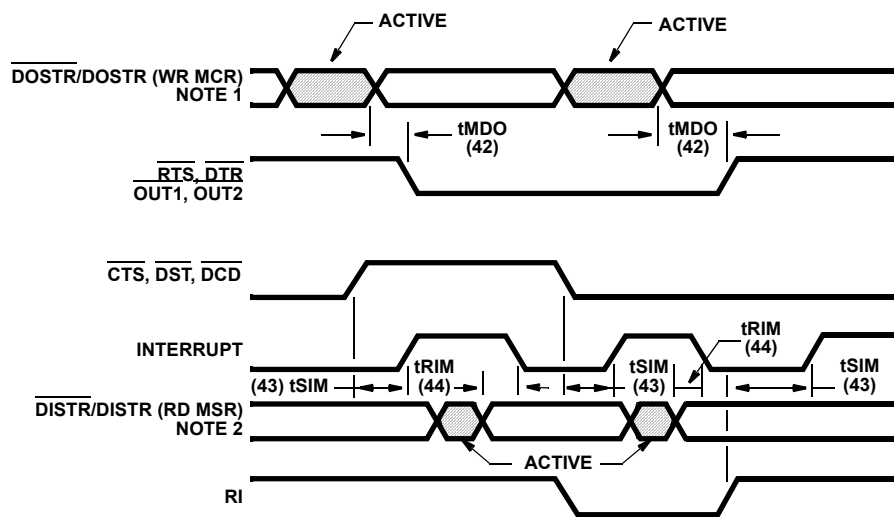 ACTIVE
ACTIVE
DOSTR/DOSTR (WR MCR)
NOTE 1
tMDO
(42)
tMDO
(42)
RTS, DTR
OUT1, OUT2
CTS, DST, DCD
INTERRUPT
tRIM
(44)
(43) tSIM
tRIM
(44)
tSIM
(43)
tSIM
(43)
DISTR/DISTR (RD MSR)
NOTE 2
ACTIVE
RI